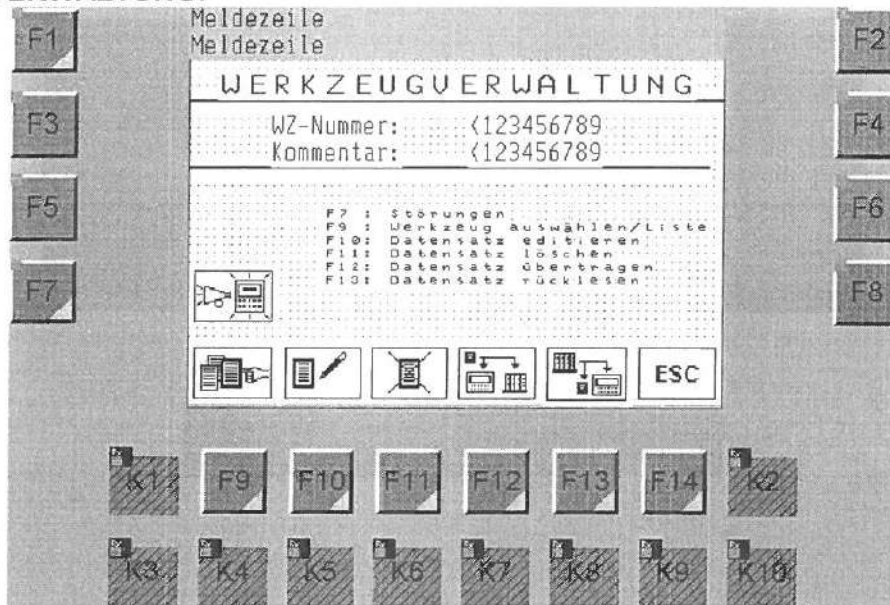 Meldezeile
Meldezeile
F1
F2
WERKZEUGVERWALTUNG
F3
WZ-Nummer: <123456789
F4
Kommentar: <123456789
F5
F7 : Störungen
F6
F9 : Werkzeug auswählen/Liste
F10: Datensatz editieren
F11: Datensatz löschen
F12: Datensatz übertragen
F13: Datensatz rücklesen
F7
F8
ESC
K1
F9
F10
F11
F12
F13
F14
K2
K3
K4
K5
K6
K7
K8
K9
K10